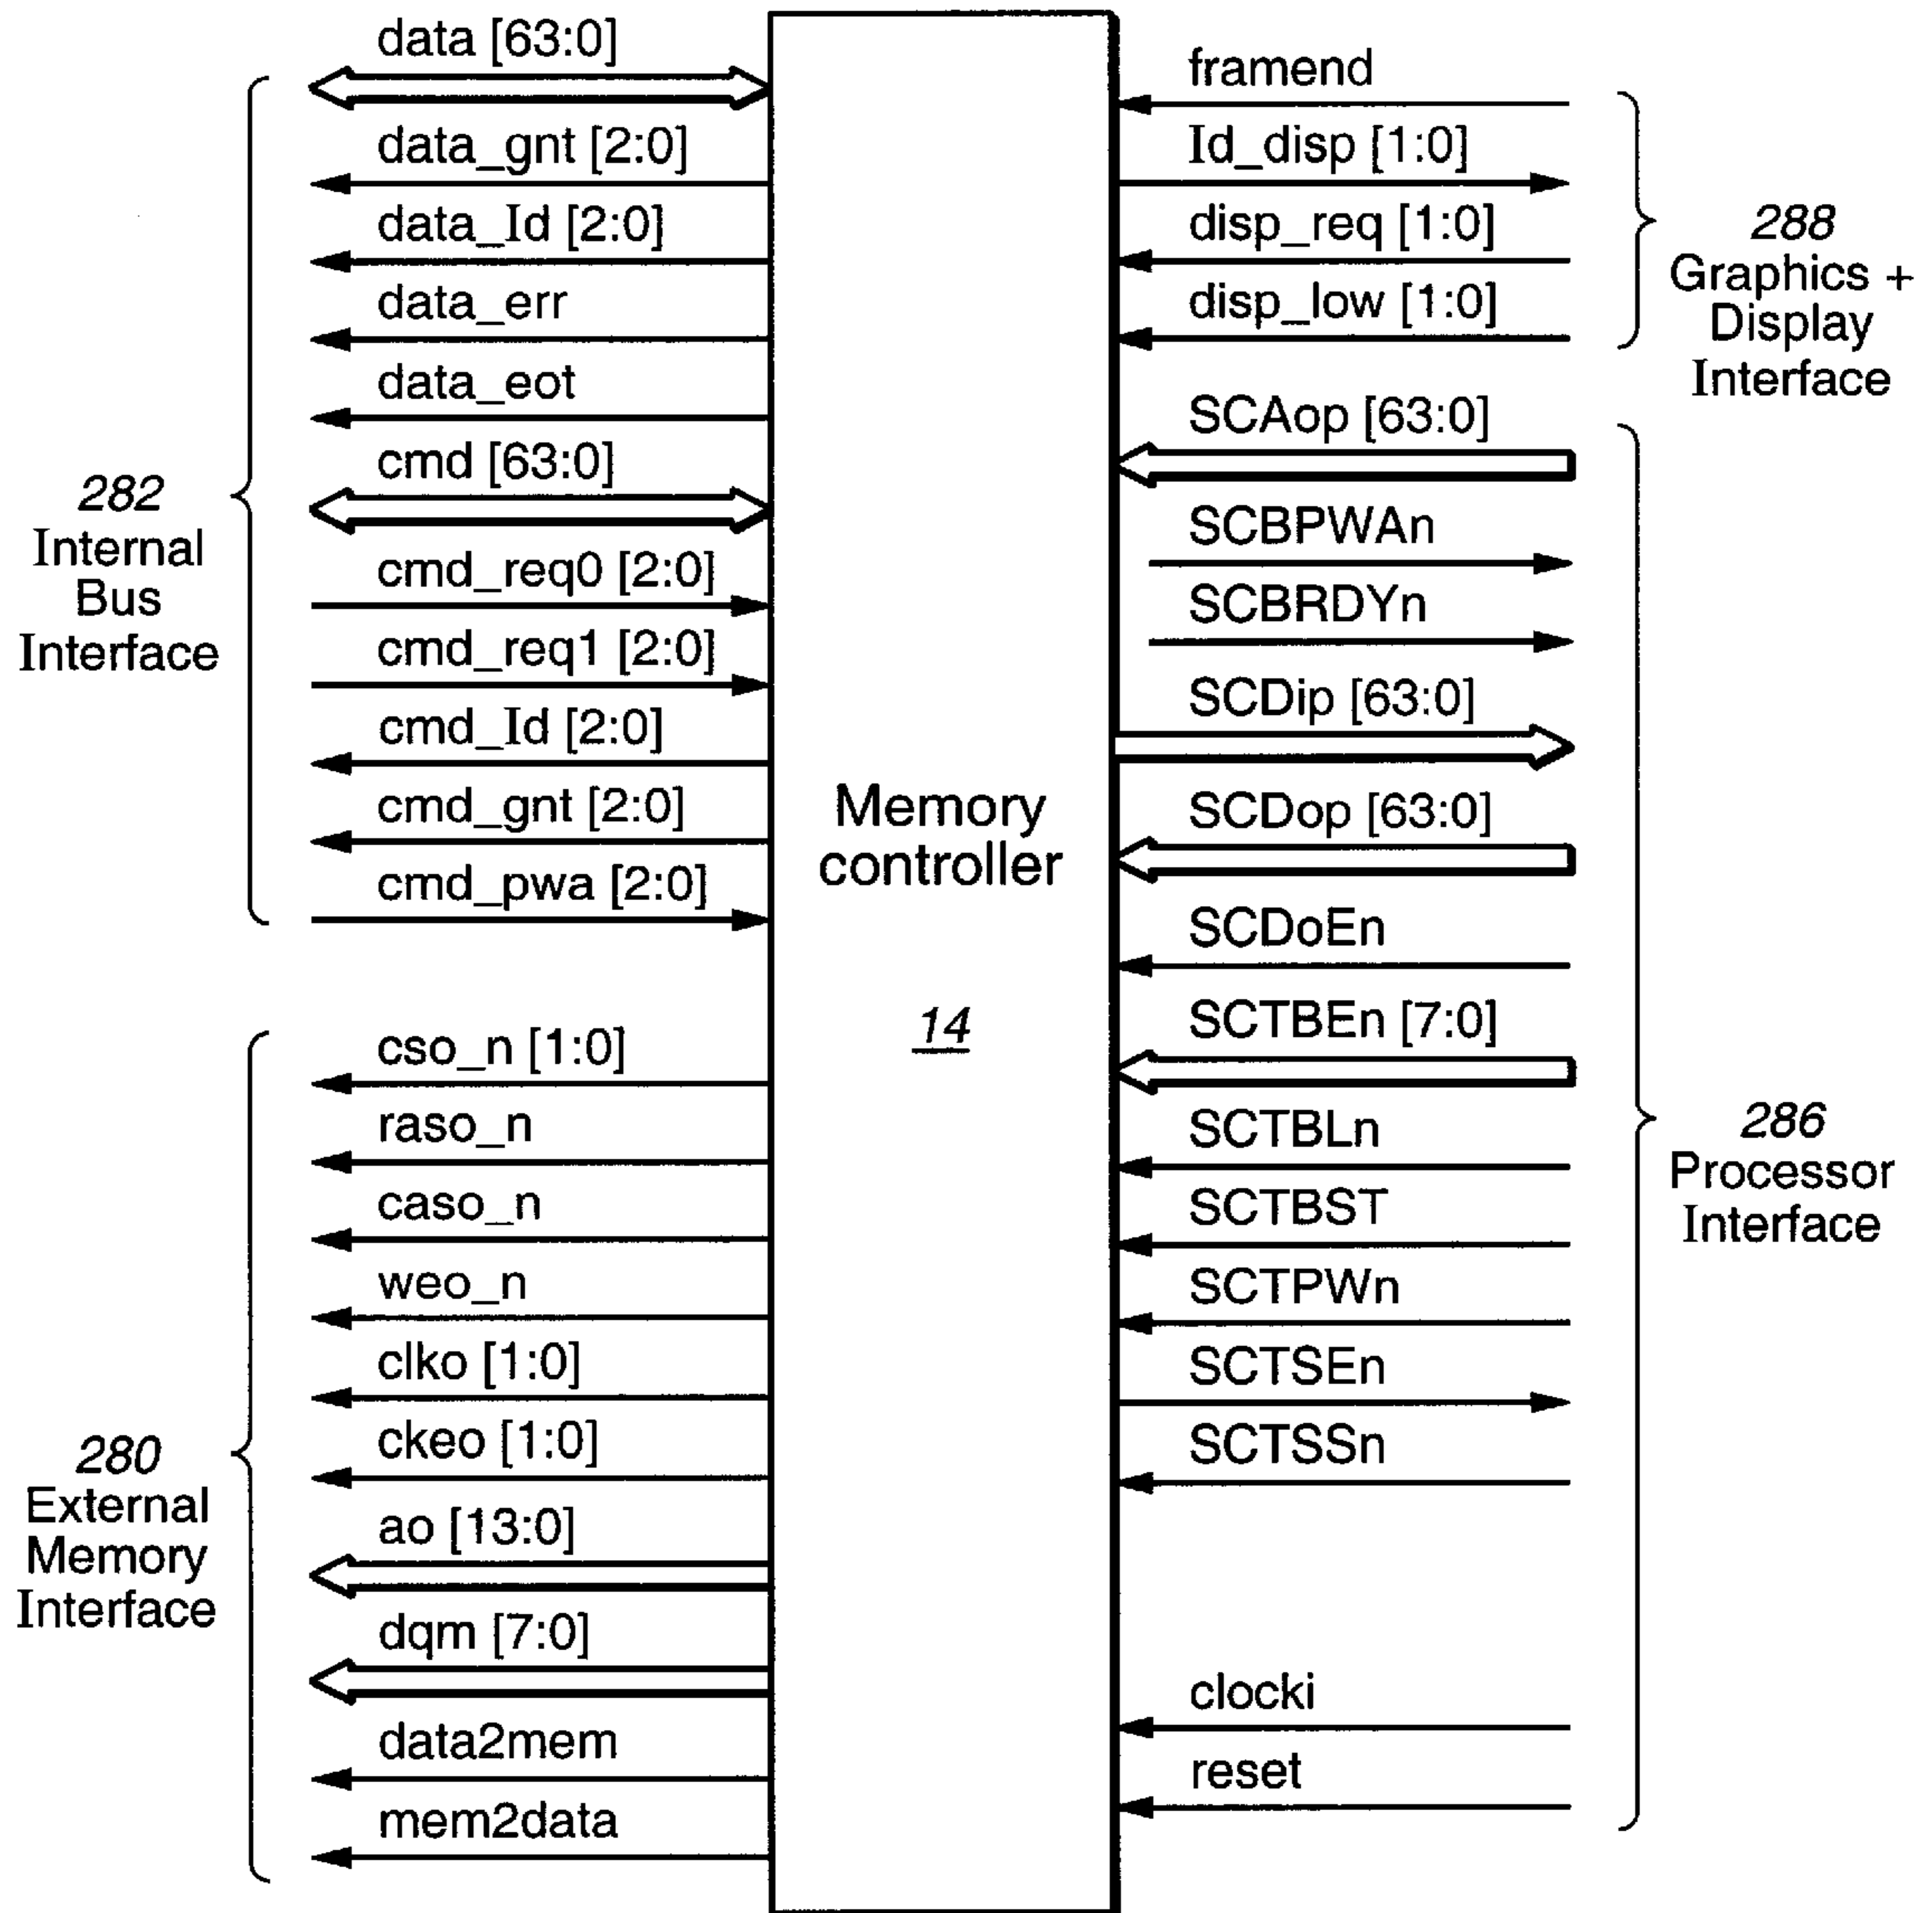 data [63:0]
data_gnt [2:0]
data_Id [2:0]
data_err
data_eot
cmd [63:0]
cmd_req0 [2:0]
cmd_req1 [2:0]
cmd_Id [2:0]
cmd_gnt [2:0]
cmd_pwa [2:0]
282
Internal
Bus
Interface
cso_n [1:0]
raso_n
caso_n
weo_n
clko [1:0]
ckeo [1:0]
ao [13:0]
dqm [7:0]
data2mem
mem2data
280
External
Memory
Interface
Memory
controller
14
framend
Id_disp [1:0]
disp_req [1:0]
disp_low [1:0]
288
Graphics +
Display
Interface
SCAop [63:0]
SCBPWAn
SCBRDYn
SCDip [63:0]
SCDop [63:0]
SCDoEn
SCTBEn [7:0]
SCTBLn
SCTBST
SCTPWn
SCTSEn
SCTSSn
clocki
reset
286
Processor
Interface